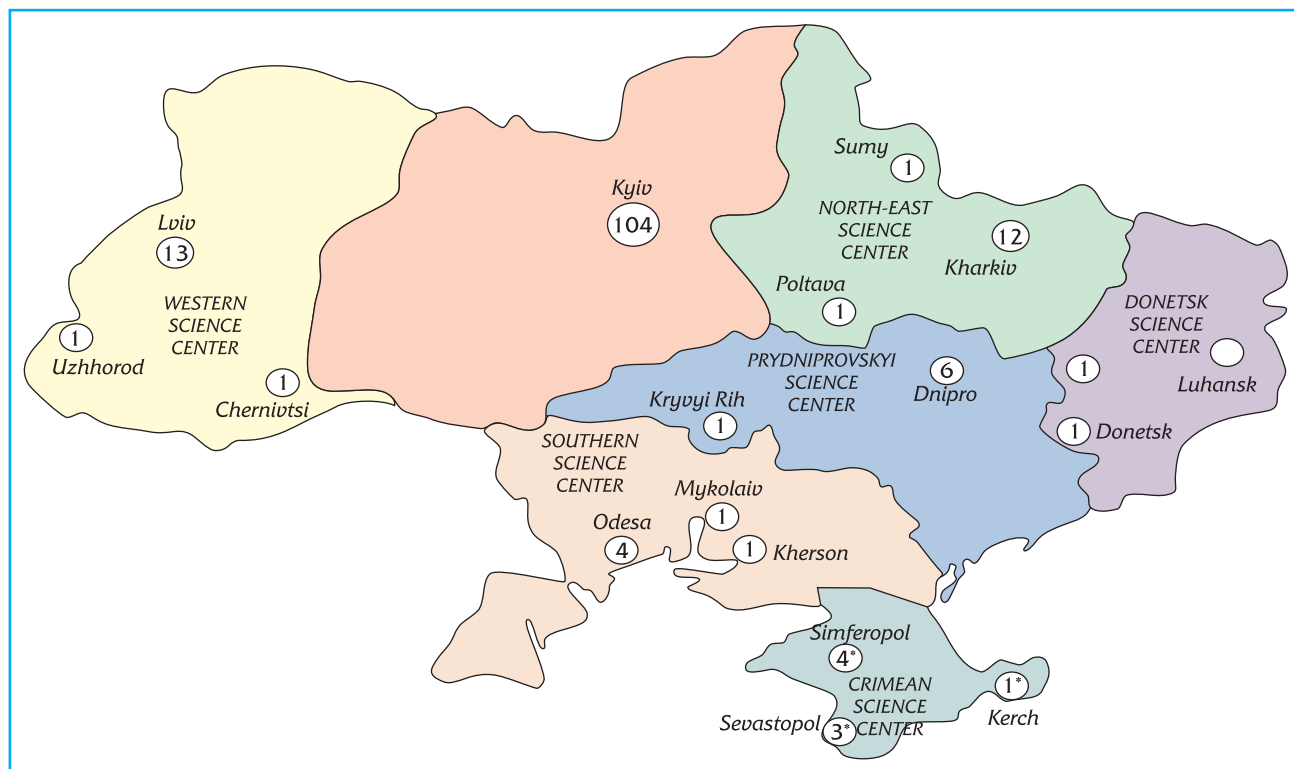 Sumy
1
Kyiv
104
NORTH-EAST
SCIENCE
CENTER
12
Kharkiv
Lviv
13
Poltava
1
WESTERN
SCIENCE
CENTER
DONETSK
SCIENCE
CENTER
1
Uzhhorod
1
Chernivtsi
PRYDNIPROVSKYI
SCIENCE
CENTER
6
Dnipro
1
Luhansk
Kryvyi Rih
1
1 Donetsk
SOUTHERN
SCIENCE
CENTER
Mykolaiv
1
Odesa
4
1 Kherson
Simferopol
4*
CRIMEAN
SCIENCE
CENTER
1*
Kerch
Sevastopol 3*